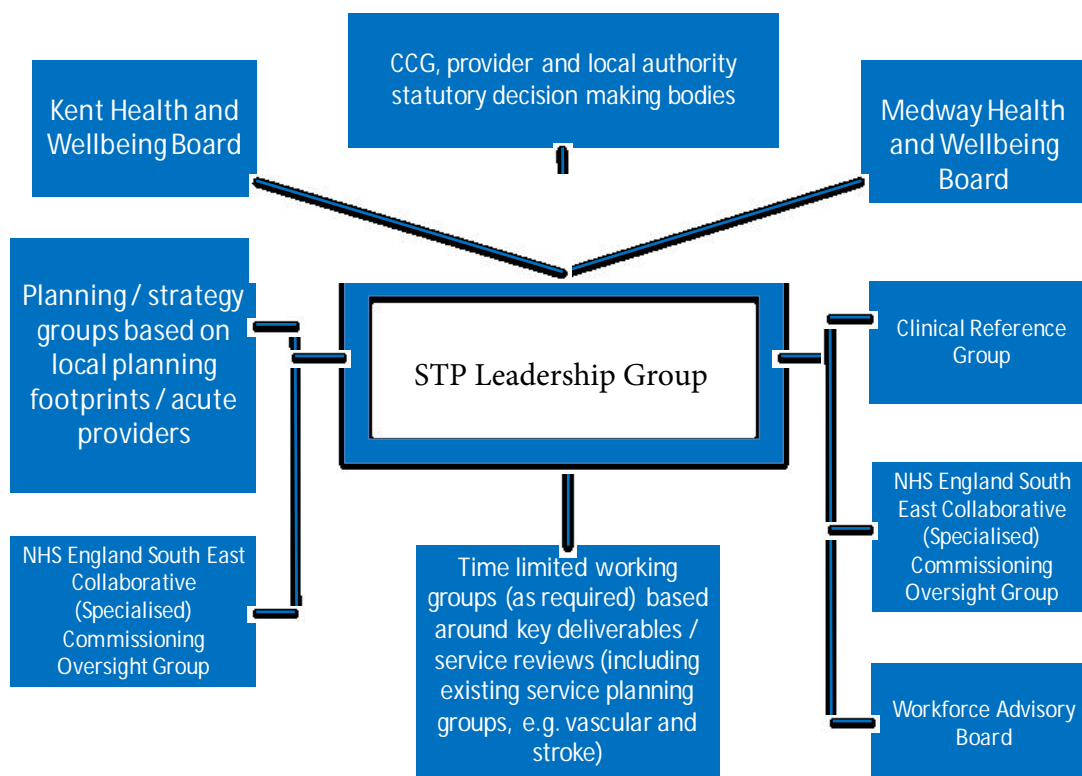 CCG, provider and local authority
statutory decision making bodies
Kent Health and
Wellbeing Board
Medway Health
and Wellbeing
Board
Planning / strategy
groups based on
local planning
footprints / acute
providers
STP Leadership Group
Clinical Reference
Group
NHS England South East
Collaborative
(Specialised)
Commissioning
Oversight Group
Time limited working
groups (as required) based
around key deliverables /
service reviews (including
existing service planning
groups, e.g. vascular and
stroke)
NHS England South
East Collaborative
(Specialised)
Commissioning
Oversight Group
Workforce Advisory
Board